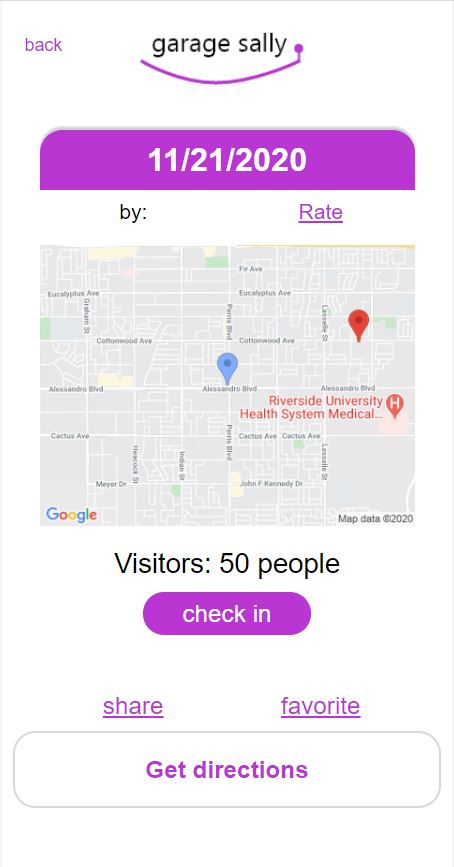 back
garage sally
11/21/2020
by: Rate
Fir Ave
Eucalyptus Ave Eucalyptus Ave
Graham St
Perris Blvd
Lasselle St
Cottonwood Ave Cottonwood Ave
Alessandro Blvd Alessandro Blvd Alessandro Blvd
Riverside University
Health System Medical...
H
Cactus Ave Cactus Ave Cactus Ave
Heacock St
Indian St
Perris Blvd
Lasselle St
Meyer Dr John F Kennedy Dr
Google Map data ©2020
Visitors: 50 people
check in
share favorite
Get directions